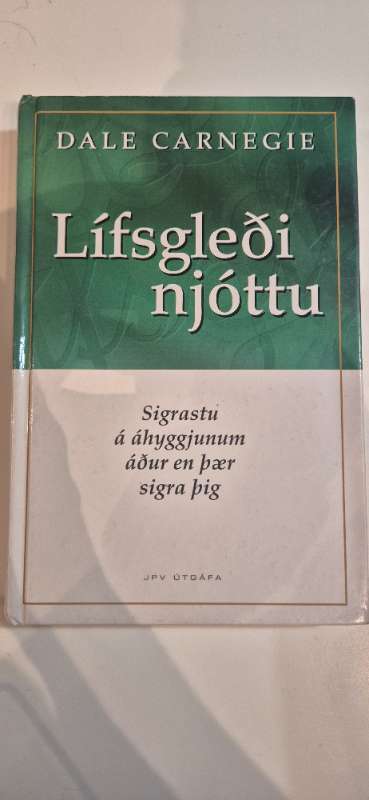 DALE CARNEGIE
Lífsgleði
njóttu
Sigrastu
á áhyggjunum
áður en þær
sigra þig
JPV ÚTGÁFA